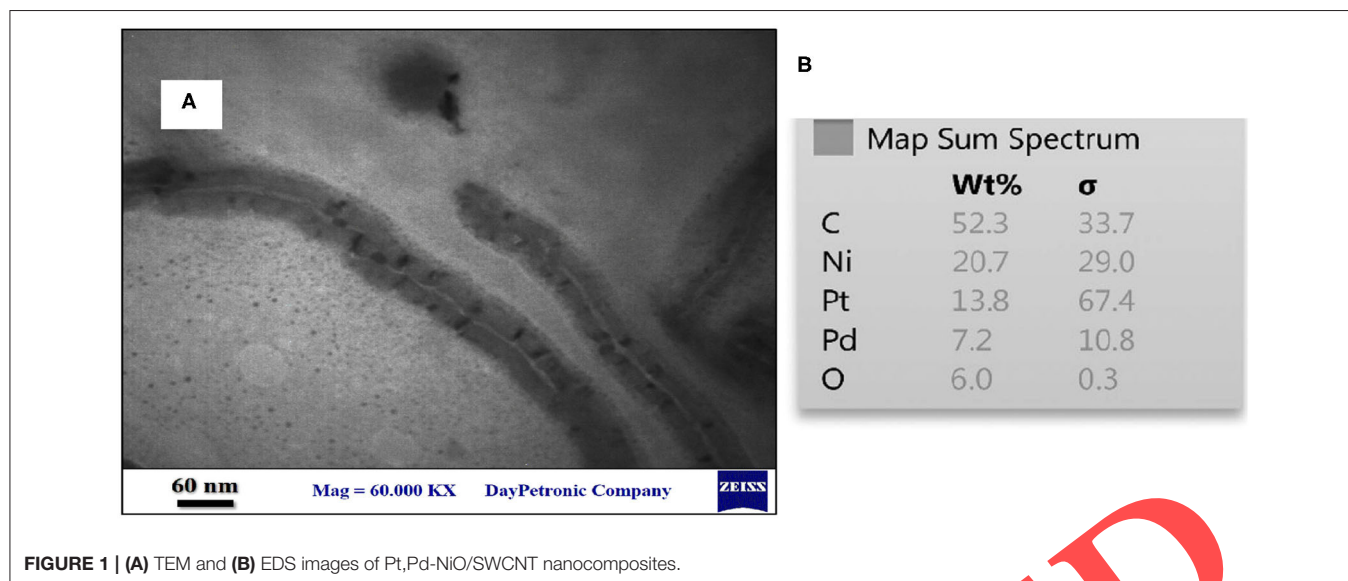 A
60 nm
Mag = 60.000 KX DayPetronic Company ZEISS
B
Map Sum Spectrum
Wt% σ
C 52.3 33.7
Ni 20.7 29.0
Pt 13.8 67.4
Pd 7.2 10.8
O 6.0 0.3
FIGURE 1 | (A) TEM and (B) EDS images of Pt,Pd-NiO/SWCNT nanocomposites.